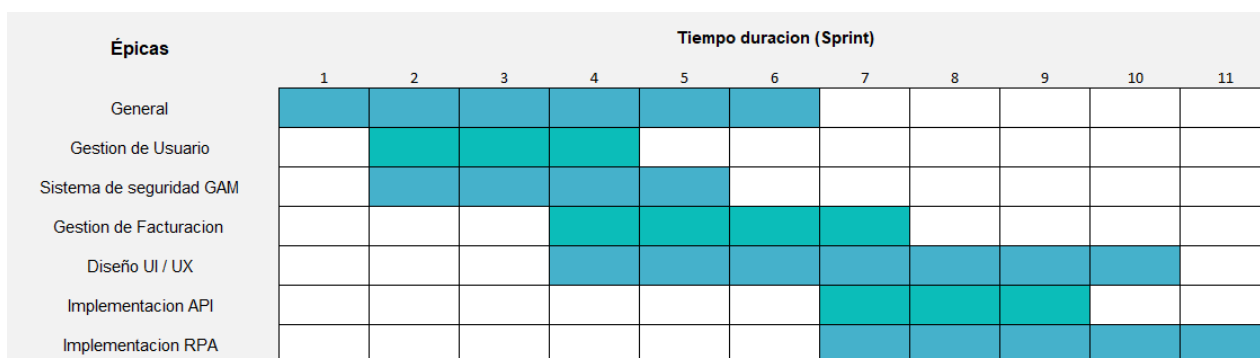 Épicas
Tiempo duracion (Sprint)
1 2 3 4 5 6 7 8 9 10 11
General
Gestion de Usuario
Sistema de seguridad GAM
Gestion de Facturacion
Diseño UI / UX
Implementacion API
Implementacion RPA